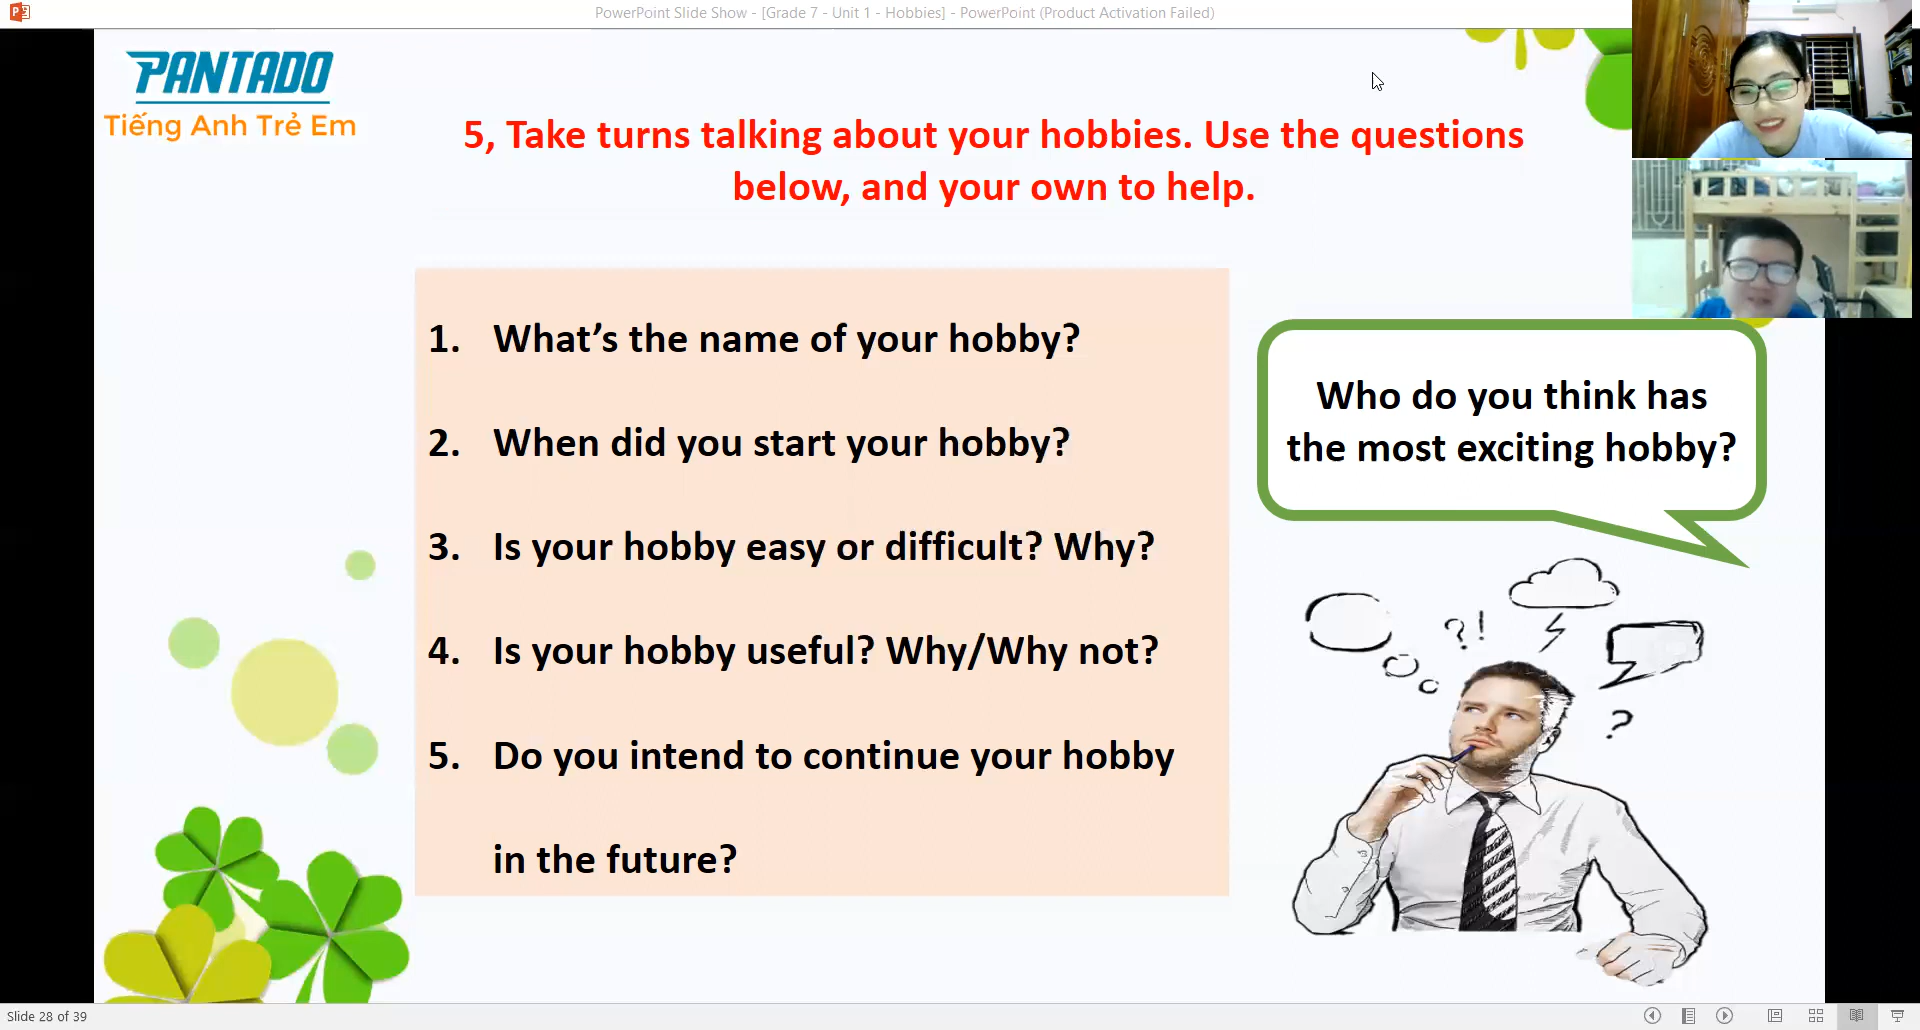 PowerPoint Slide Show - [Grade 7 - Unit 1 - Hobbies] - PowerPoint (Product Activation Failed)
PANTADO
Tiếng Anh Trẻ Em
5, Take turns talking about your hobbies. Use the questions
below, and your own to help.
1. What’s the name of your hobby?
2. When did you start your hobby?
3. Is your hobby easy or difficult? Why?
4. Is your hobby useful? Why/Why not?
5. Do you intend to continue your hobby
in the future?
Who do you think has
the most exciting hobby?
?!
?
Slide 28 of 39